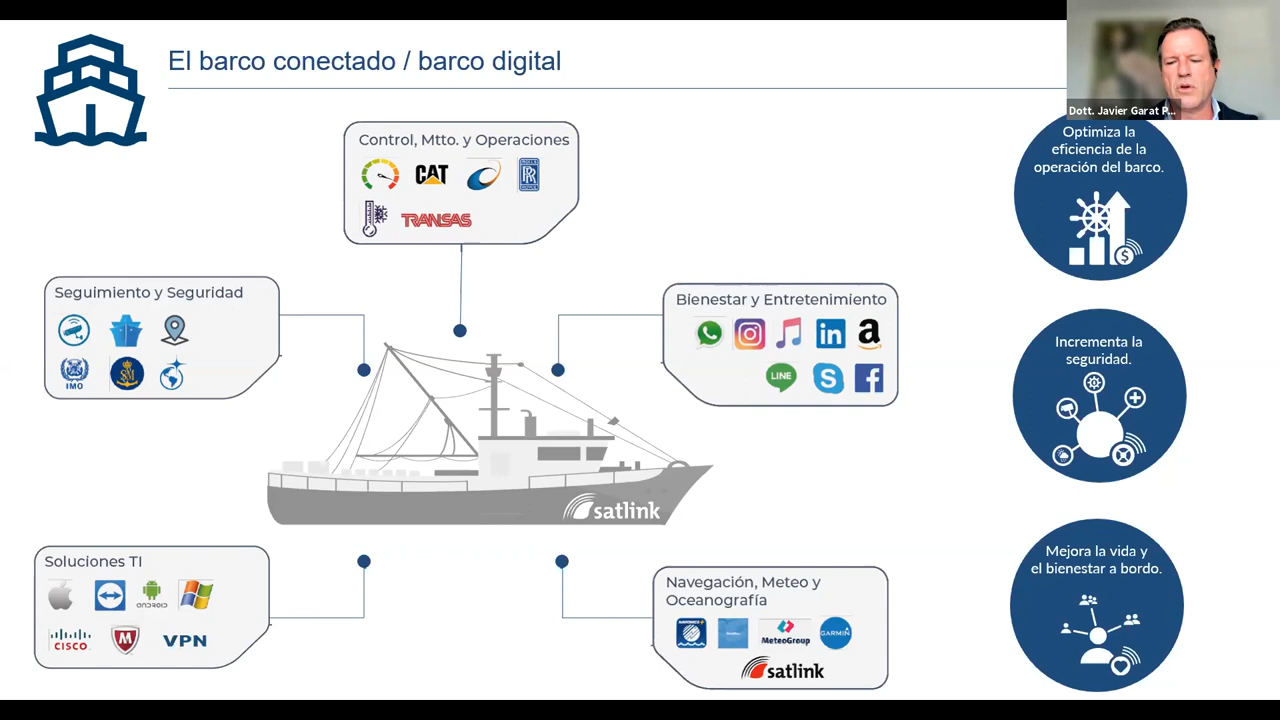 El barco conectado / barco digital
Dott. Javier Garat P...
Control, Mtto. y Operaciones
CAT
TRANSAS
Seguimiento y Seguridad
IMO
SM
Bienestar y Entretenimiento
LINE
satlink
Soluciones TI
ANDROID
CISCO
VPN
Navegación, Meteo y
Oceanografía
MeteoGroup
GARMIN
satlink
Optimiza la
eficiencia de la
operación del barco.
Incrementa la
seguridad.
Mejora la vida y
el bienestar a bordo.